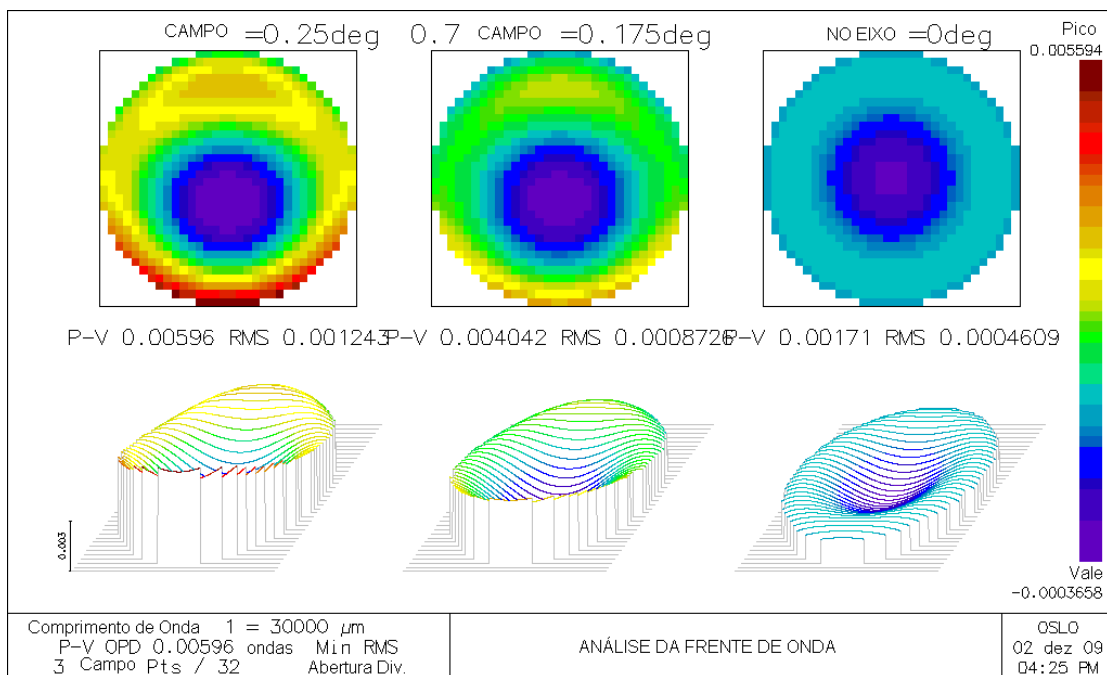 CAMPO =0.25deg 0.7 CAMPO =0.175deg NO EIXO =0deg Pico
0.005594
P-V 0.00596 RMS 0.001243 P-V 0.004042 RMS 0.0008726 P-V 0.00171 RMS 0.0004609
0.003
Vale
-0.0003658
Comprimento de Onda 1 = 30000 µm
P-V OPD 0.00596 ondas Min RMS
3 Campo Pts / 32 Abertura Div.
ANÁLISE DA FRENTE DE ONDA
OSLO
02 dez 09
04:25 PM